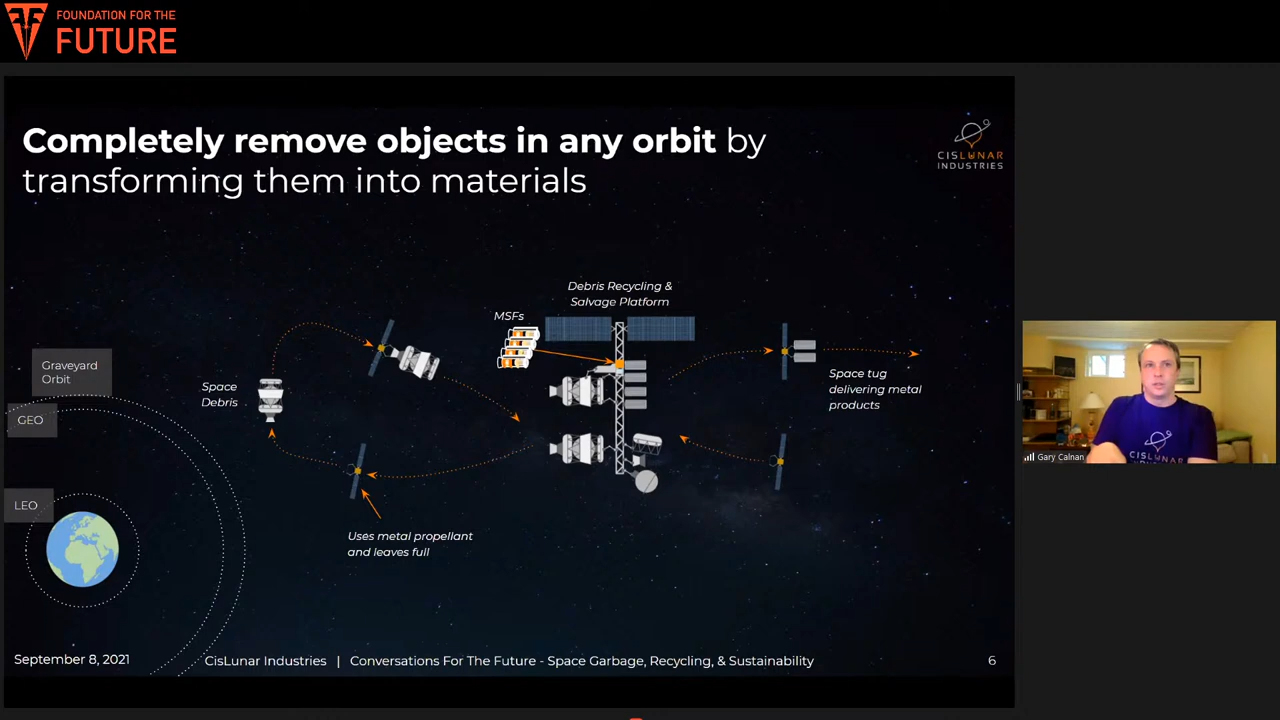 FOUNDATION FOR THE
FUTURE
Completely remove objects in any orbit by
transforming them into materials
CISLUNAR
INDUSTRIES
Debris Recycling &
Salvage Platform
MSFs
Graveyard
Orbit
Space
Debris
Space tug
delivering metal
products
GEO
LEO
Uses metal propellant
and leaves full
Gary Calnan
CISLUNAR
September 8, 2021
CisLunar Industries | Conversations For The Future - Space Garbage, Recycling, & Sustainability
6